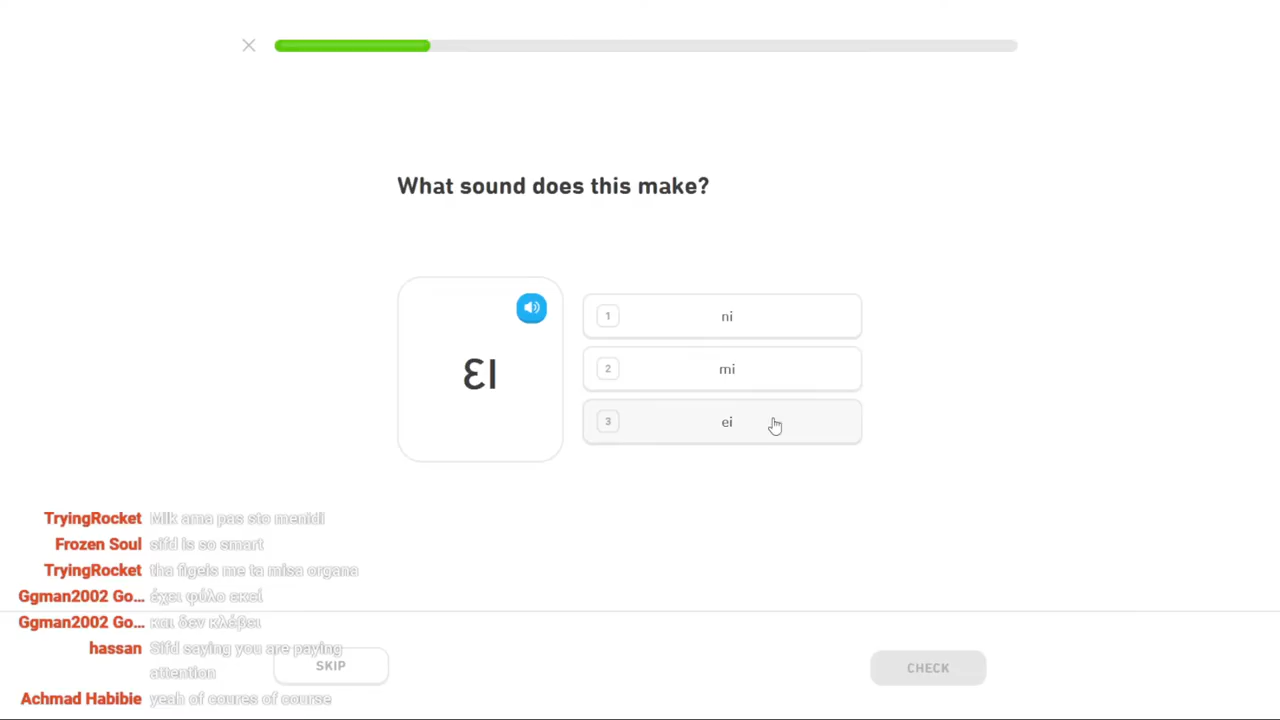 What sound does this make?
ει
1 ni
2 mi
3 ei
TryingRocket Mlk ama pas sto menidi
Frozen Soul sifd is so smart
TryingRocket tha figeis me ta misa organa
Ggman2002 Go... έχει φύλο εκεί
Ggman2002 Go... και δεν κλέβει
hassan Sifd saying you are paying
attention
SKIP
CHECK
Achmad Habibie yeah of coures of course